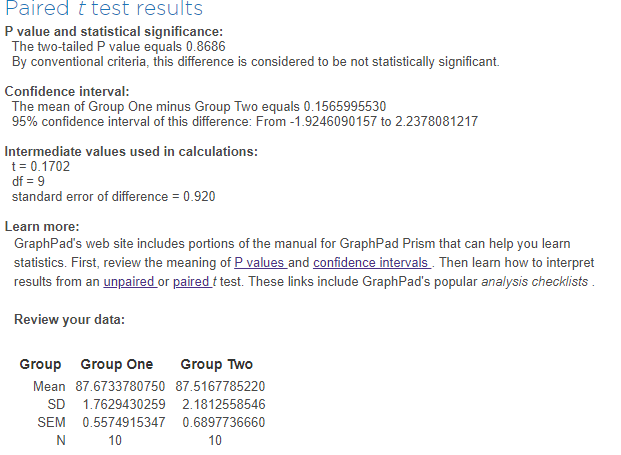 Paired t test results
P value and statistical significance:
The two-tailed P value equals 0.8686
By conventional criteria, this difference is considered to be not statistically significant.
Confidence interval:
The mean of Group One minus Group Two equals 0.1565995530
95% confidence interval of this difference: From -1.9246090157 to 2.2378081217
Intermediate values used in calculations:
t = 0.1702
df = 9
standard error of difference = 0.920
Learn more:
GraphPad's web site includes portions of the manual for GraphPad Prism that can help you learn
statistics. First, review the meaning of P values and confidence intervals . Then learn how to interpret
results from an unpaired or paired t test. These links include GraphPad's popular analysis checklists .
Review your data:
Group Group One Group Two
Mean 87.6733780750 87.5167785220
SD 1.7629430259 2.1812558546
SEM 0.5574915347 0.6897736660
N 10 10